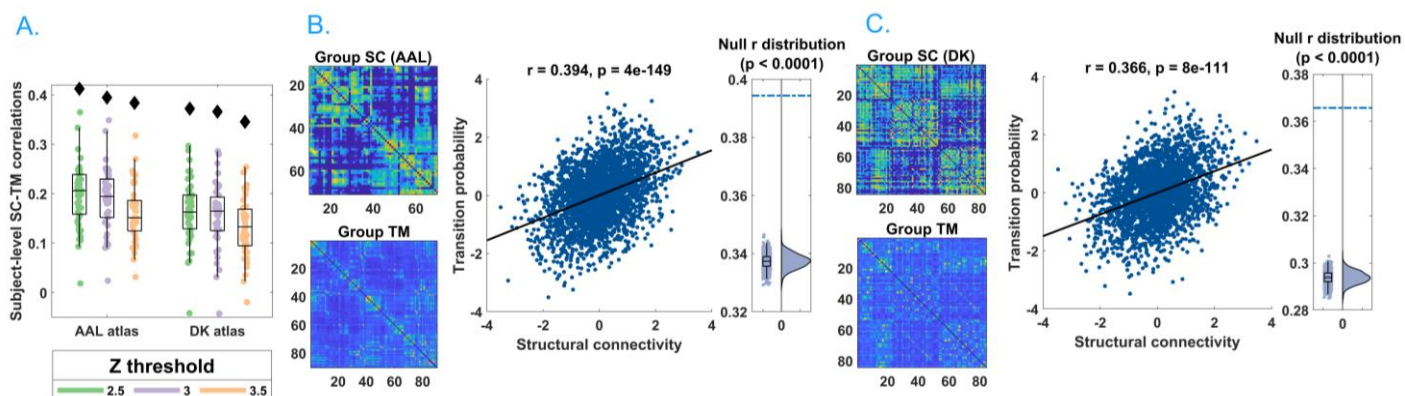 A.
Subject-level SC-TM correlations
0.4
0.3
0.2
0.1
0
AAL atlas DK atlas
Z threshold
2.5 3 3.5
B.
Group SC (AAL)
20
40
60
20 40 60
Group TM
20
40
60
80
20 40 60 80
r = 0.394, p = 4e-149
Transition probability
4
2
0
-2
-4
-4 -2 0 2 4
Structural connectivity
Null r distribution
(p < 0.0001)
0.4
0.38
0.36
0.34
0.32
0
C.
Group SC (DK)
20
40
60
80
20 40 60 80
Group TM
20
40
60
80
20 40 60 80
r = 0.366, p = 8e-111
Transition probability
4
2
0
-2
-4
-4 -2 0 2 4
Structural connectivity
Null r distribution
(p < 0.0001)
0.38
0.36
0.34
0.32
0.3
0.28
0